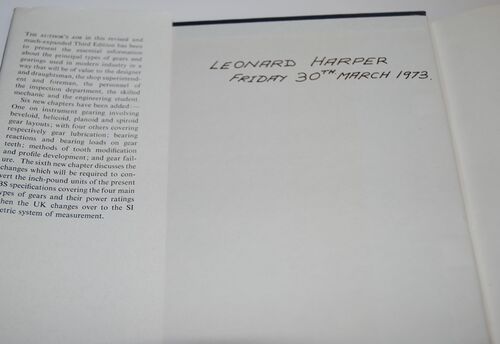 THE AUTHOR'S AIM in this revised and
much-expanded Third Edition has been
to present the essential information
about the principal types of gears and
gearings used in modern industry in a
way that will be of value to the designer
and draughtsman, the shop superintend-
ent and foreman, the personnel of
the inspection department, the skilled
mechanic and the engineering student.
Six new chapters have been added:—
One on instrument gearing involving
beveloid, helicoid, planoid and spiroid
gear layouts; with four others covering
respectively gear lubrication; bearing
reactions and bearing loads on gear
teeth; methods of tooth modification
and profile development; and gear fail-
ure. The sixth new chapter discusses the
changes which will be required to con-
vert the inch-pound units of the present
BS specifications covering the four main
types of gears and their power ratings
when the UK changes over to the SI
etric system of measurement.
LEONARD HARPER
FRIDAY 30TH MARCH 1973.